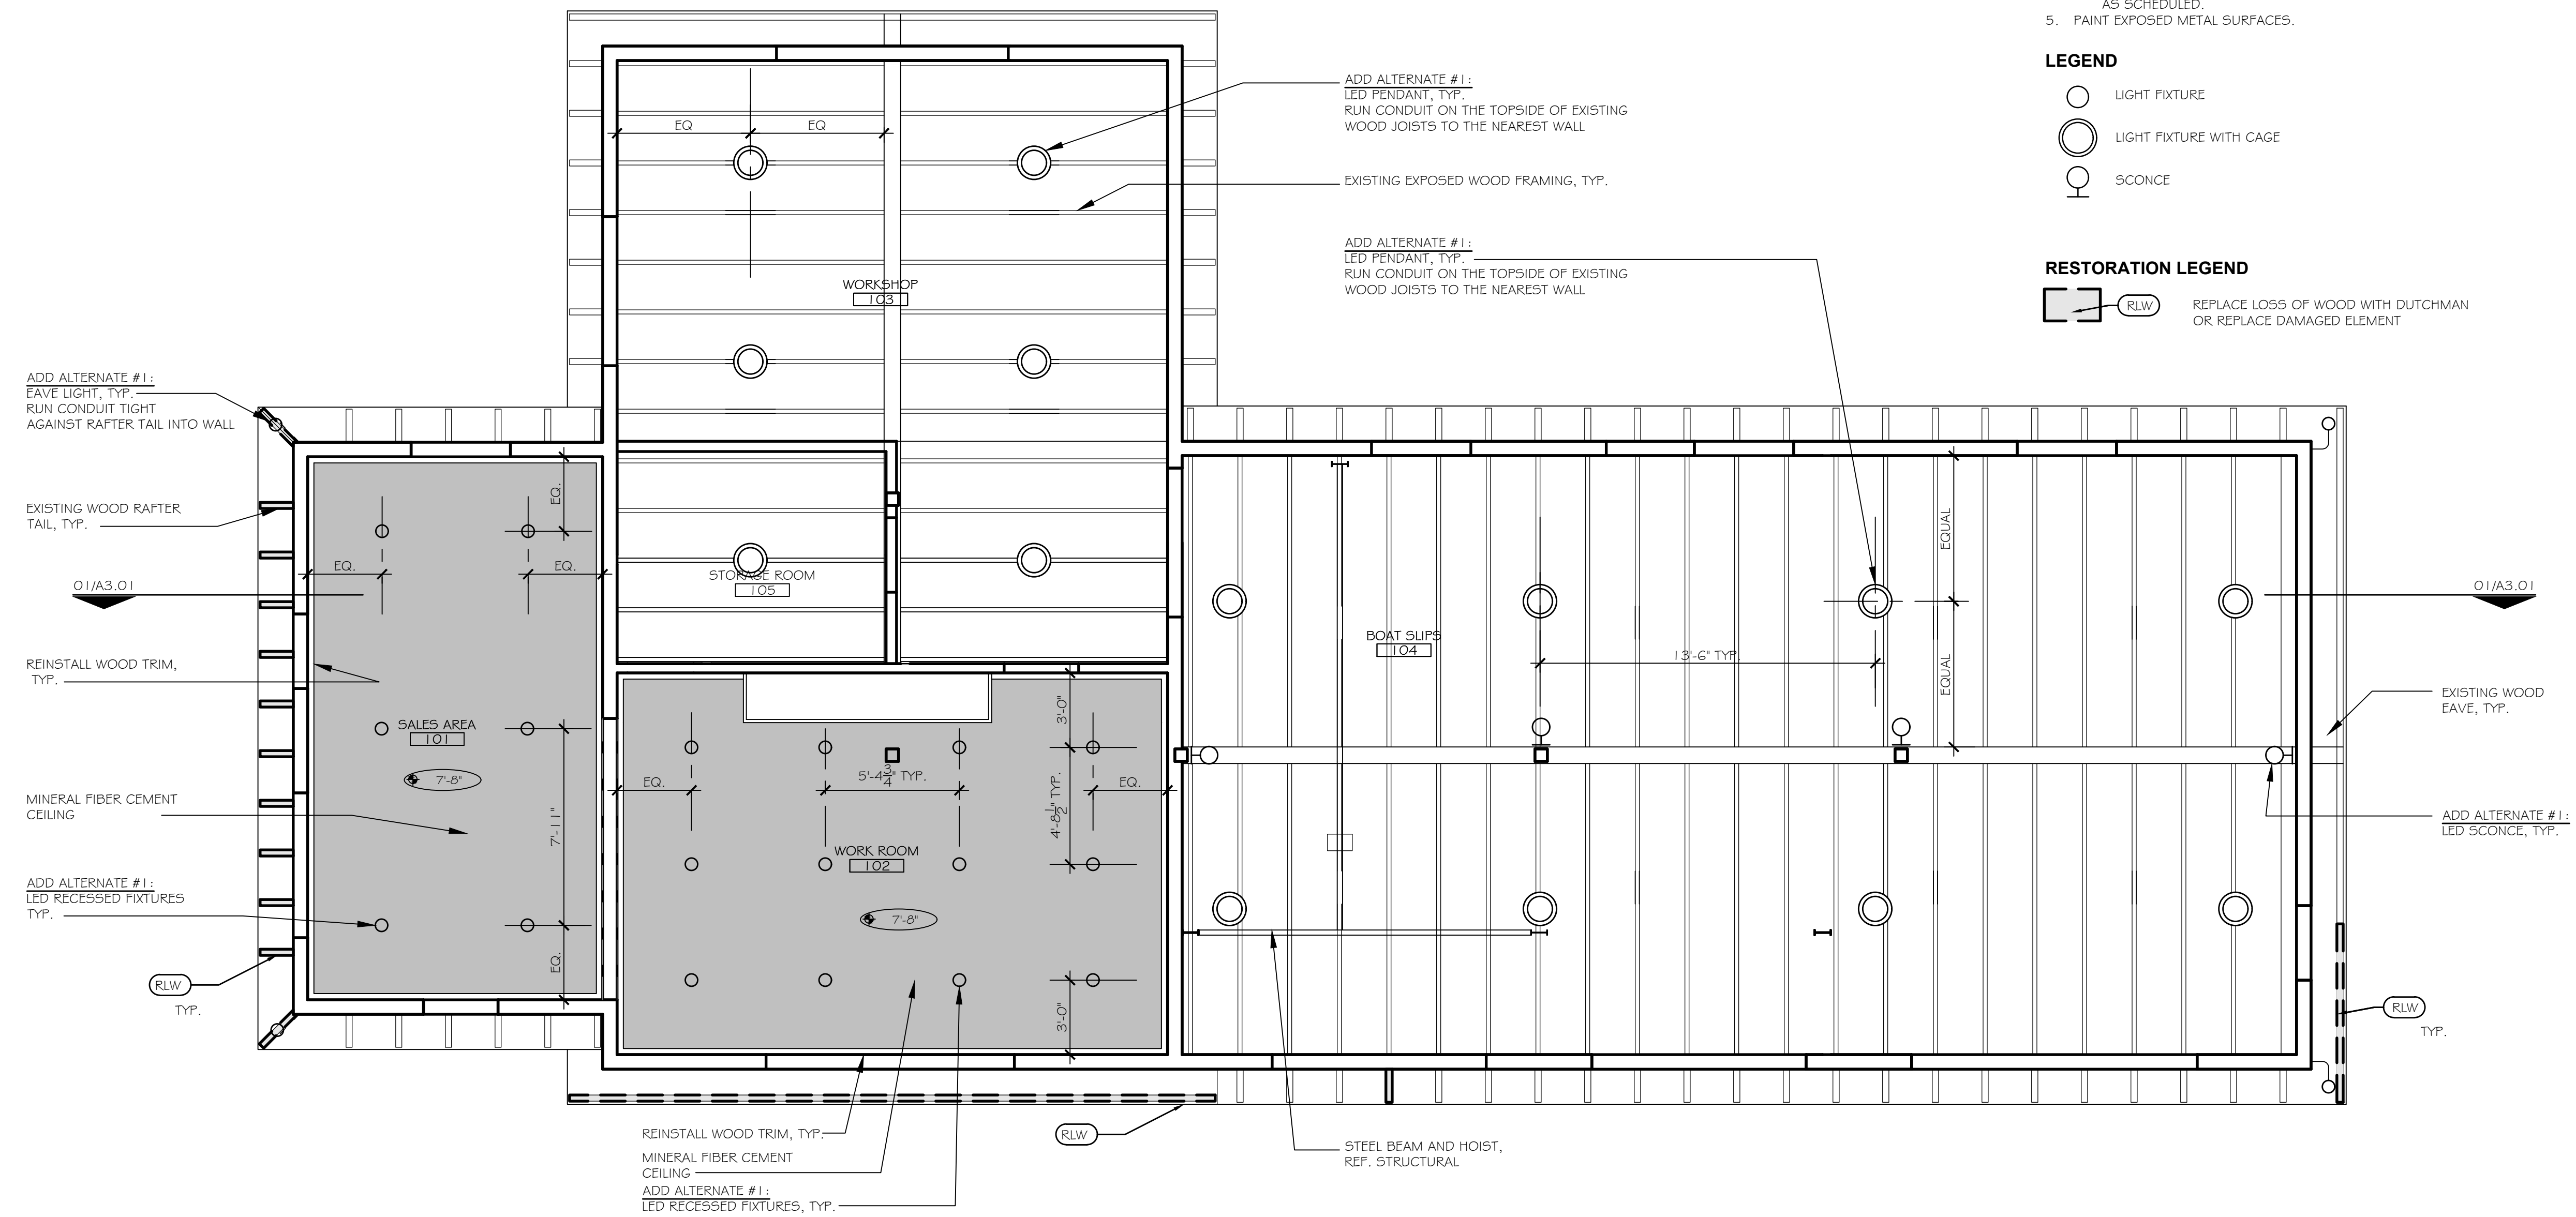 AS SCHEDULED.
5. PAINT EXPOSED METAL SURFACES.
LEGEND
LIGHT FIXTURE
LIGHT FIXTURE WITH CAGE
SCONCE
RESTORATION LEGEND
RLW
REPLACE LOSS OF WOOD WITH DUTCHMAN
OR REPLACE DAMAGED ELEMENT
ADD ALTERNATE #1:
LED PENDANT, TYP.
RUN CONDUIT ON THE TOPSIDE OF EXISTING
WOOD JOISTS TO THE NEAREST WALL
EXISTING EXPOSED WOOD FRAMING, TYP.
ADD ALTERNATE #1:
LED PENDANT, TYP.
RUN CONDUIT ON THE TOPSIDE OF EXISTING
WOOD JOISTS TO THE NEAREST WALL
EQ
EQ
WORKSHOP
103
ADD ALTERNATE #1:
EAVE LIGHT, TYP.
RUN CONDUIT TIGHT
AGAINST RAFTER TAIL INTO WALL
EXISTING WOOD RAFTER
TAIL, TYP.
01/A3.01
REINSTALL WOOD TRIM,
TYP.
MINERAL FIBER CEMENT
CEILING
ADD ALTERNATE #1:
LED RECESSED FIXTURES
TYP.
RLW
TYP.
EQ.
EQ.
EQ.
SALES AREA
101
7'-8"
7'-11"
EQ.
STORAGE ROOM
105
3'-0"
5'-4 3/4" TYP.
EQ.
EQ.
4'-8 1/2" TYP.
WORK ROOM
102
7'-8"
3'-0"
BOAT SLIPS
104
EQUAL
13'-6" TYP.
EQUAL
01/A3.01
EXISTING WOOD
EAVE, TYP.
ADD ALTERNATE #1:
LED SCONCE, TYP.
RLW
TYP.
REINSTALL WOOD TRIM, TYP.
MINERAL FIBER CEMENT
CEILING
ADD ALTERNATE #1:
LED RECESSED FIXTURES, TYP.
RLW
STEEL BEAM AND HOIST,
REF. STRUCTURAL